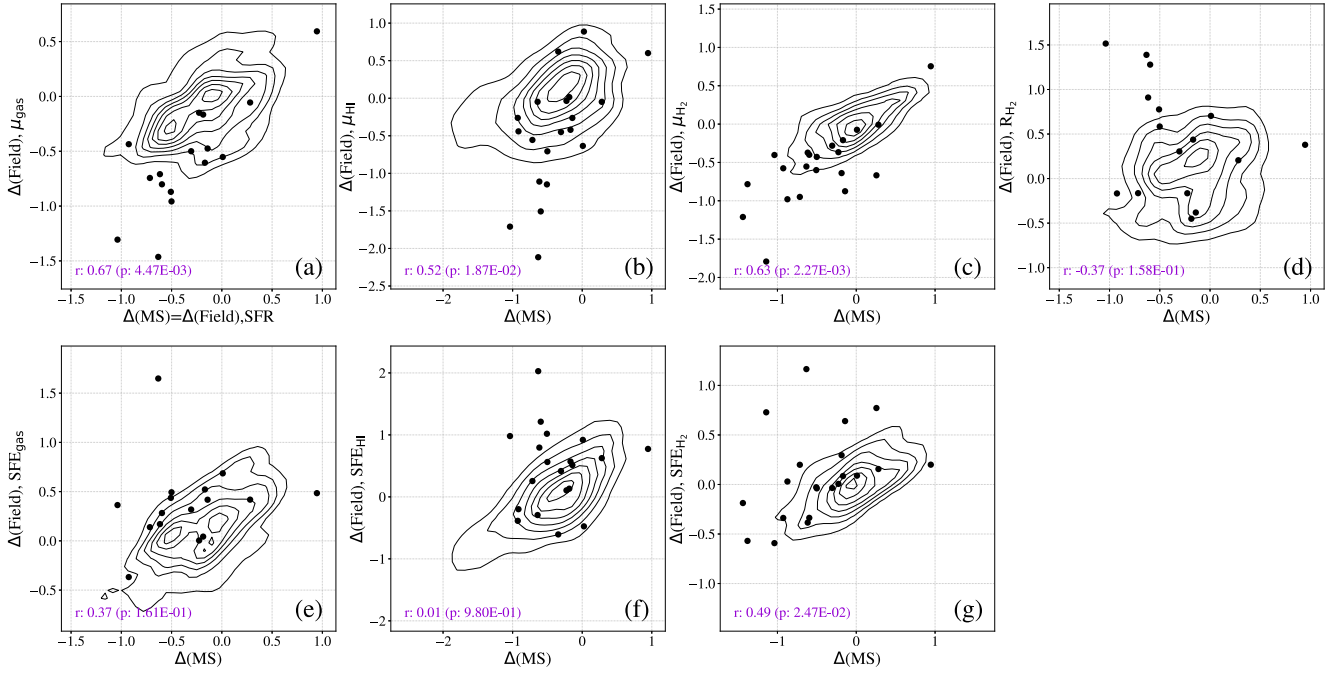 Δ(Field), μgas
0.5
0.0
−0.5
−1.0
−1.5
r: 0.67 (p: 4.47E-03)
(a)
−1.5 −1.0 −0.5 0.0 0.5 1.0
Δ(MS)=Δ(Field),SFR
Δ(Field), μHI
1.0
0.5
0.0
−0.5
−1.0
−1.5
−2.0
−2.5
r: 0.52 (p: 1.87E-02)
(b)
−2 −1 0 1
Δ(MS)
Δ(Field), μH2
1.5
1.0
0.5
0.0
−0.5
−1.0
−1.5
−2.0
r: 0.63 (p: 2.27E-03)
(c)
−1 0 1
Δ(MS)
Δ(Field), RH2
1.5
1.0
0.5
0.0
−0.5
−1.0
r: -0.37 (p: 1.58E-01)
(d)
−1.5 −1.0 −0.5 0.0 0.5 1.0
Δ(MS)
Δ(Field), SFEgas
1.5
1.0
0.5
0.0
−0.5
r: 0.37 (p: 1.61E-01)
(e)
−1.5 −1.0 −0.5 0.0 0.5 1.0
Δ(MS)
Δ(Field), SFEHI
2
1
0
−1
−2
r: 0.01 (p: 9.80E-01)
(f)
−2 −1 0 1
Δ(MS)
Δ(Field), SFEH2
1.0
0.5
0.0
−0.5
−1.0
r: 0.49 (p: 2.47E-02)
(g)
−1 0 1
Δ(MS)